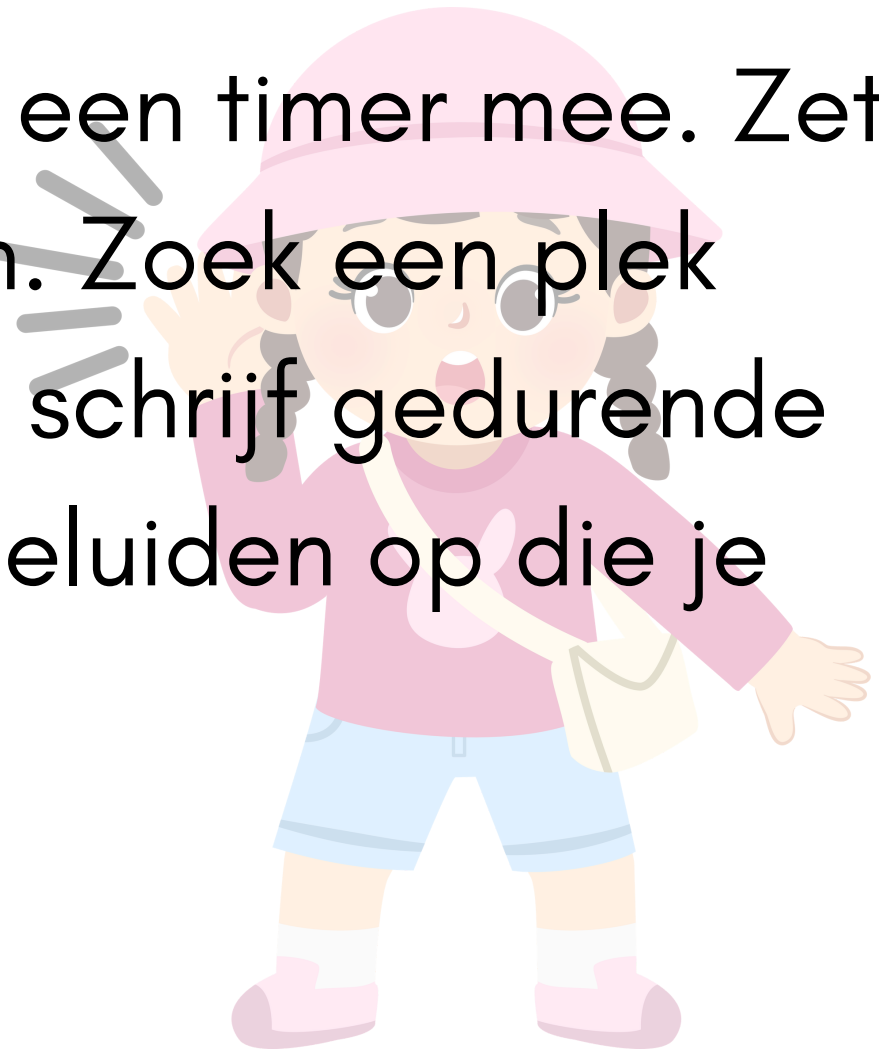 een timer mee. Zet
n. Zoek een plek
schrijf gedurende
eluiden op die je